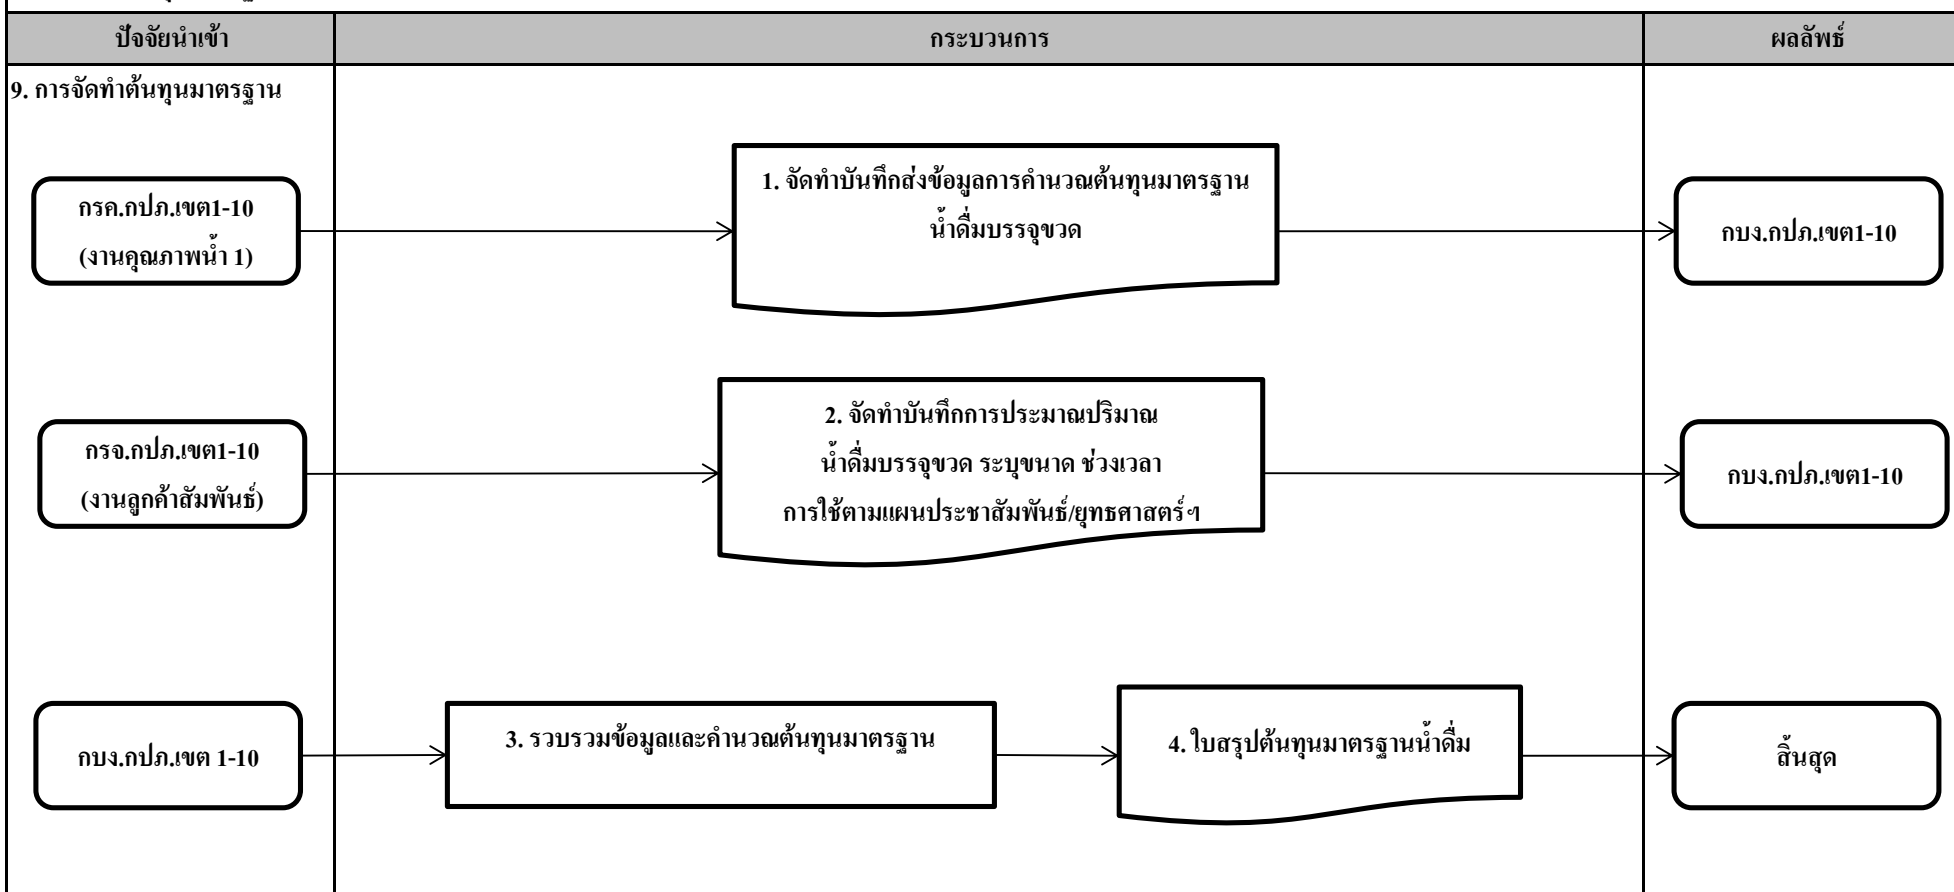 ปัจจัยนำเข้า
กระบวนการ
ผลลัพธ์
9. การจัดทำต้นทุนมาตรฐาน
กรค.กปภ.เขต1-10
(งานคุณภาพน้ำ 1)
1. จัดทำบันทึกส่งข้อมูลการคำนวณต้นทุนมาตรฐาน
น้ำดื่มบรรจุขวด
กบง.กปภ.เขต1-10
กรจ.กปภ.เขต1-10
(งานลูกค้าสัมพันธ์)
2. จัดทำบันทึกการประมาณปริมาณ
น้ำดื่มบรรจุขวด ระบุขนาด ช่วงเวลา
การใช้ตามแผนประชาสัมพันธ์/ยุทธศาสตร์ฯ
กบง.กปภ.เขต1-10
กบง.กปภ.เขต 1-10
3. รวบรวมข้อมูลและคำนวณต้นทุนมาตรฐาน
4. ใบสรุปต้นทุนมาตรฐานน้ำดื่ม
สิ้นสุด